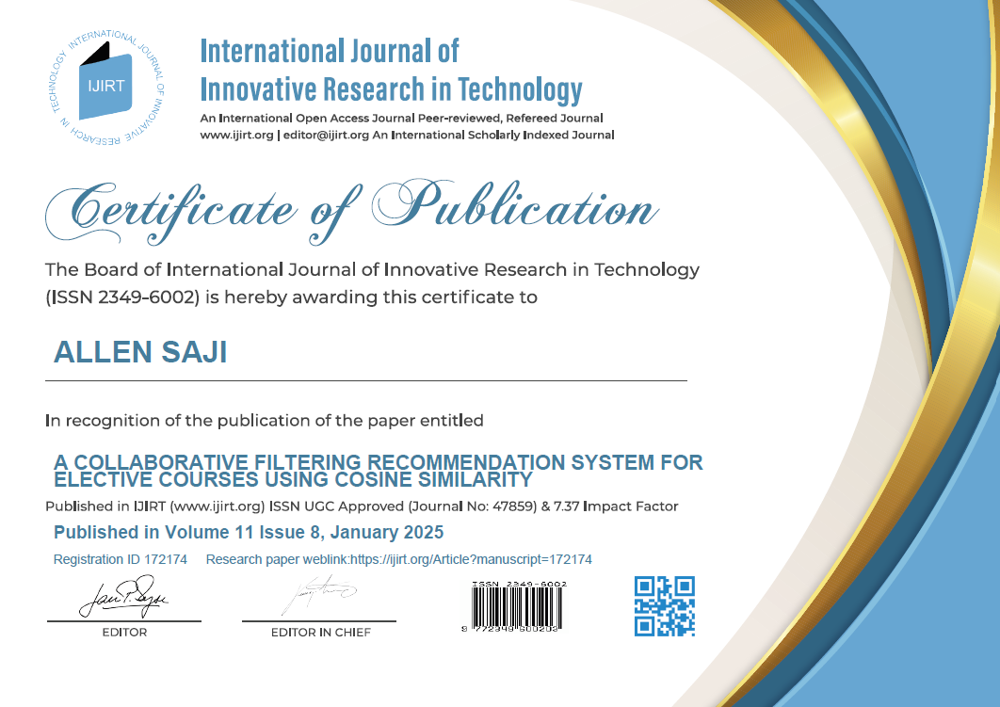 INTERNATIONAL JOURNAL OF INNOVATIVE RESEARCH IN TECHNOLOGY
IJIRT
International Journal of
Innovative Research in Technology
An International Open Access Journal Peer-reviewed, Refereed Journal
www.ijirt.org | editor@ijirt.org An International Scholarly Indexed Journal
Certificate of Publication
The Board of International Journal of Innovative Research in Technology
(ISSN 2349-6002) is hereby awarding this certificate to
ALLEN SAJI
In recognition of the publication of the paper entitled
A COLLABORATIVE FILTERING RECOMMENDATION SYSTEM FOR
ELECTIVE COURSES USING COSINE SIMILARITY
Published in IJIRT (www.ijirt.org) ISSN UGC Approved (Journal No: 47859) & 7.37 Impact Factor
Published in Volume 11 Issue 8, January 2025
Registration ID 172174 Research paper weblink:https://ijirt.org/Article?manuscript=172174
ISSN 2349-6002
EDITOR
EDITOR IN CHIEF